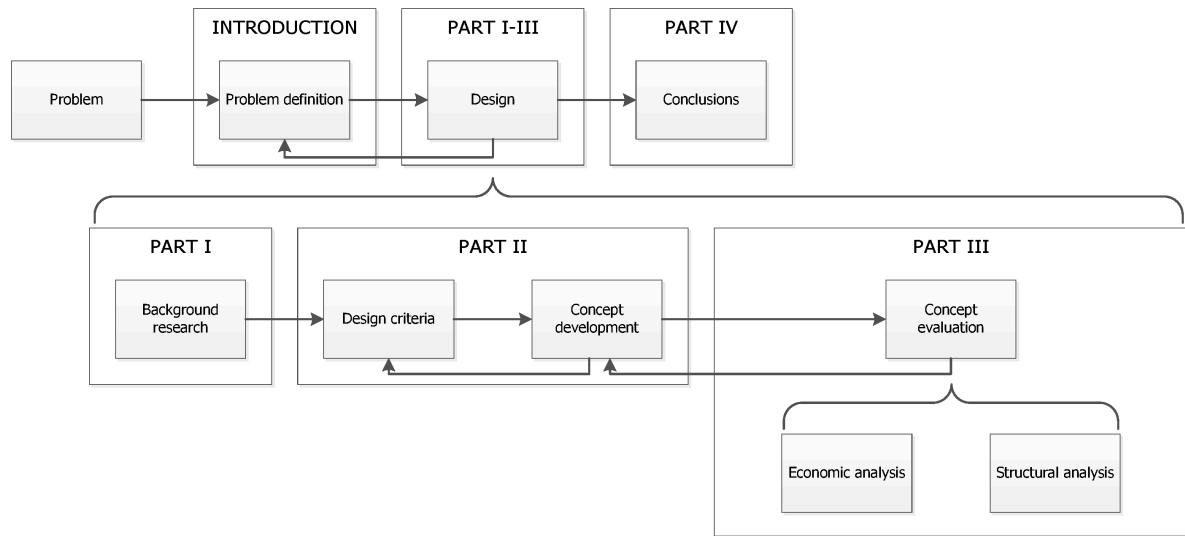 INTRODUCTION
PART I-III
PART IV
Problem
Problem definition
Design
Conclusions
PART I
PART II
PART III
Background
research
Design criteria
Concept
development
Concept
evaluation
Economic analysis
Structural analysis